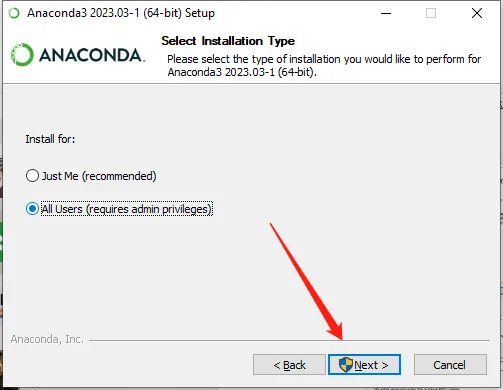 Anaconda3 2023.03-1 (64-bit) Setup
ANACONDA.
Select Installation Type
Please select the type of installation you would like to perform for
Anaconda3 2023.03-1 (64-bit).
Install for:
Just Me (recommended)
All Users (requires admin privileges)
Anaconda, Inc.
< Back
Next >
Cancel